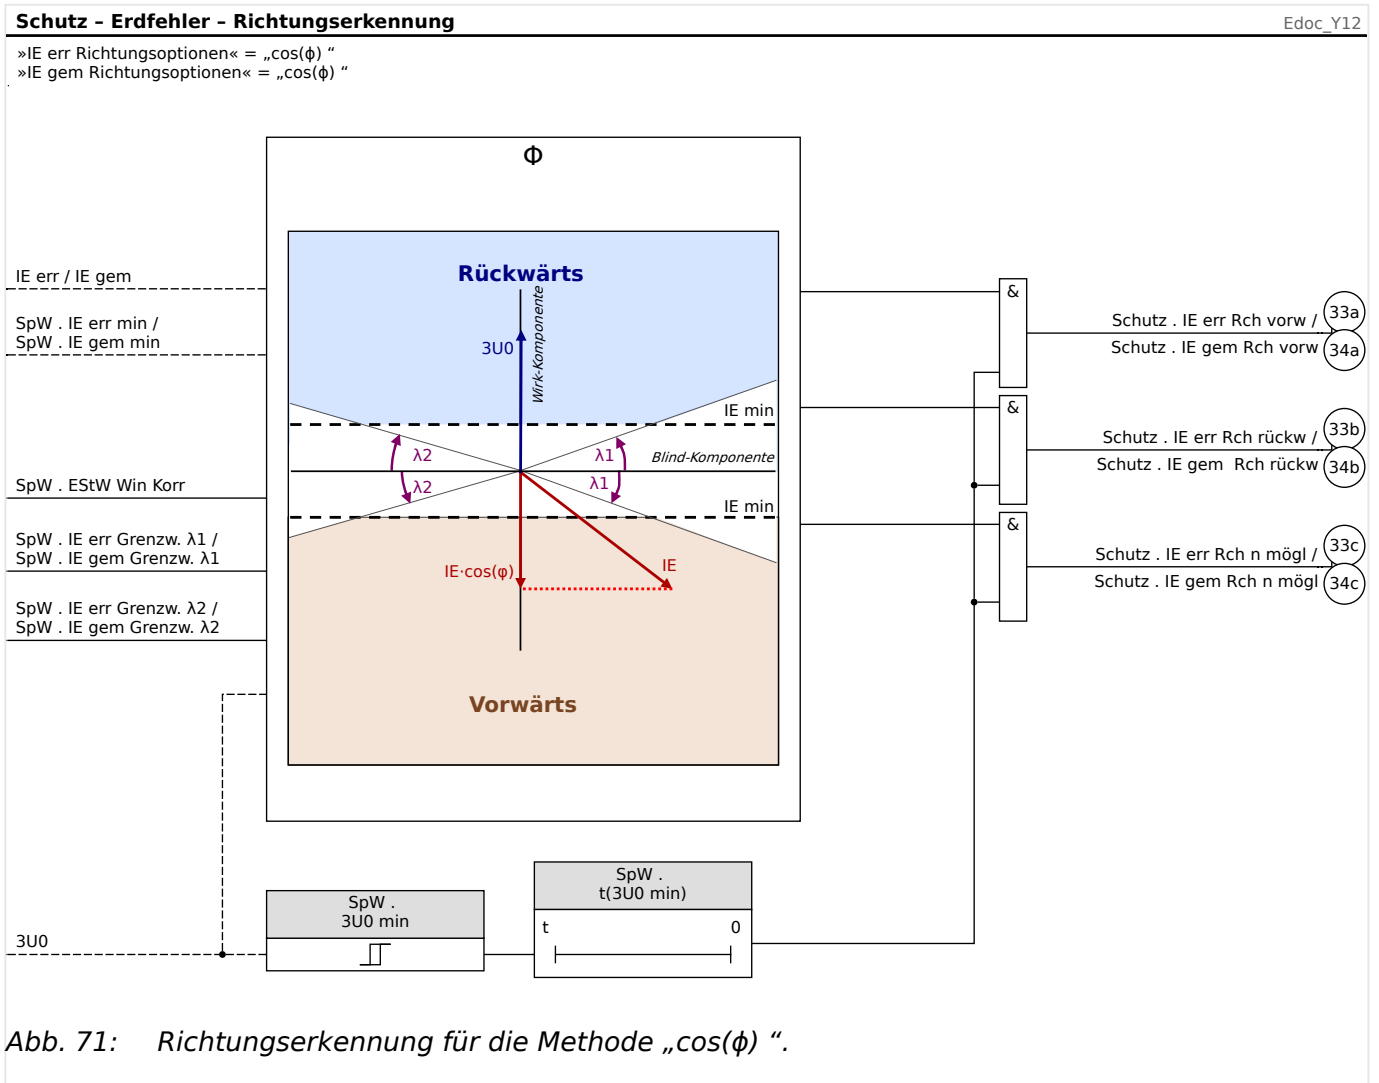 Schutz – Erdfehler – Richtungserkennung
Edoc_Y12
»IE err Richtungsoptionen« = „cos(ϕ) “
»IE gem Richtungsoptionen« = „cos(ϕ) “
Φ
Rückwärts
Wirk-Komponente
3U0
IE min
λ2
λ1
Blind-Komponente
λ2
λ1
IE min
IE·cos(φ)
IE
Vorwärts
IE err / IE gem
SpW . IE err min /
SpW . IE gem min
SpW . EStW Win Korr
SpW . IE err Grenzw. λ1 /
SpW . IE gem Grenzw. λ1
SpW . IE err Grenzw. λ2 /
SpW . IE gem Grenzw. λ2
3U0
SpW .
3U0 min
SpW .
t(3U0 min)
t
0
&
Schutz . IE err Rch vorw /
33a
Schutz . IE gem Rch vorw
34a
&
Schutz . IE err Rch rückw /
33b
Schutz . IE gem  Rch rückw
34b
&
Schutz . IE err Rch n mögl /
33c
Schutz . IE gem Rch n mögl
34c
Abb. 71: Richtungserkennung für die Methode „cos(ϕ) “.